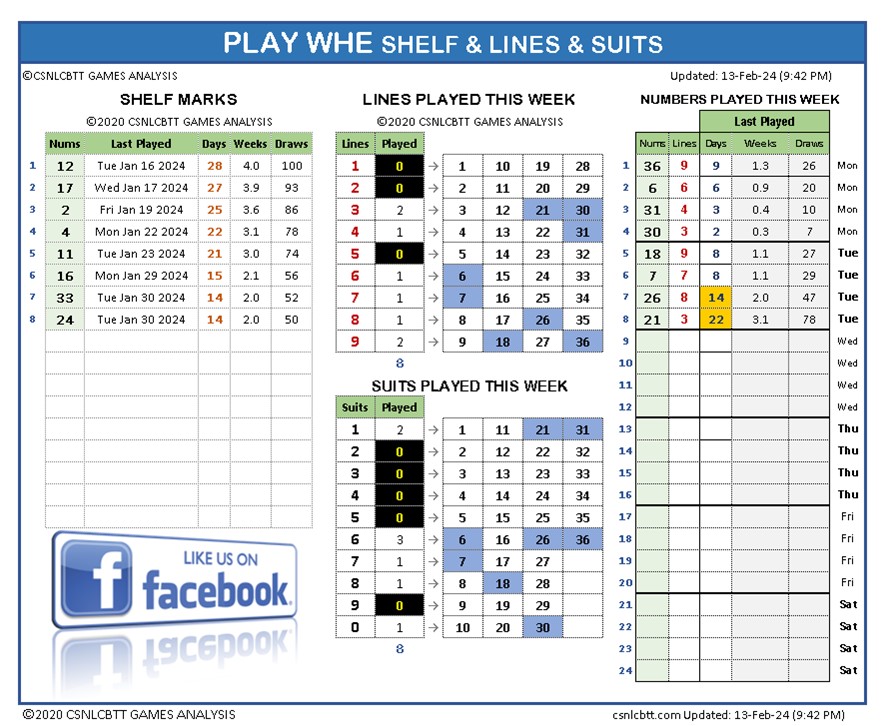 PLAY WHE SHELF & LINES & SUITS
©CSNLCBTT GAMES ANALYSIS
Updated: 13-Feb-24 (9:42 PM)
SHELF MARKS
©2020 CSNLCBTT GAMES ANALYSIS
Nums Last Played Days Weeks Draws
1 12 Tue Jan 16 2024 28 4.0 100
2 17 Wed Jan 17 2024 27 3.9 93
3 2 Fri Jan 19 2024 25 3.6 86
4 4 Mon Jan 22 2024 22 3.1 78
5 11 Tue Jan 23 2024 21 3.0 74
6 16 Mon Jan 29 2024 15 2.1 56
7 33 Tue Jan 30 2024 14 2.0 52
8 24 Tue Jan 30 2024 14 2.0 50
LIKE US ON
f facebook
LINES PLAYED THIS WEEK
©2020 CSNLCBTT GAMES ANALYSIS
Lines Played
1 0 → 1 10 19 28
2 0 → 2 11 20 29
3 2 → 3 12 21 30
4 1 → 4 13 22 31
5 0 → 5 14 23 32
6 1 → 6 15 24 33
7 1 → 7 16 25 34
8 1 → 8 17 26 35
9 2 → 9 18 27 36
8
SUITS PLAYED THIS WEEK
Suits Played
1 2 → 1 11 21 31
2 0 → 2 12 22 32
3 0 → 3 13 23 33
4 0 → 4 14 24 34
5 0 → 5 15 25 35
6 3 → 6 16 26 36
7 1 → 7 17 27
8 1 → 8 18 28
9 0 → 9 19 29
0 1 → 10 20 30
8
NUMBERS PLAYED THIS WEEK
Last Played
Nums Lines Days Weeks Draws
1 36 9 9 1.3 26 Mon
2 6 6 6 0.9 20 Mon
3 31 4 3 0.4 10 Mon
4 30 3 2 0.3 7 Mon
5 18 9 8 1.1 27 Tue
6 7 7 8 1.1 29 Tue
7 26 8 14 2.0 47 Tue
8 21 3 22 3.1 78 Tue
9 Wed
10 Wed
11 Wed
12 Wed
13 Thu
14 Thu
15 Thu
16 Thu
17 Fri
18 Fri
19 Fri
20 Fri
21 Sat
22 Sat
23 Sat
24 Sat
©2020 CSNLCBTT GAMES ANALYSIS
csnlcbtt.com Updated: 13-Feb-24 (9:42 PM)